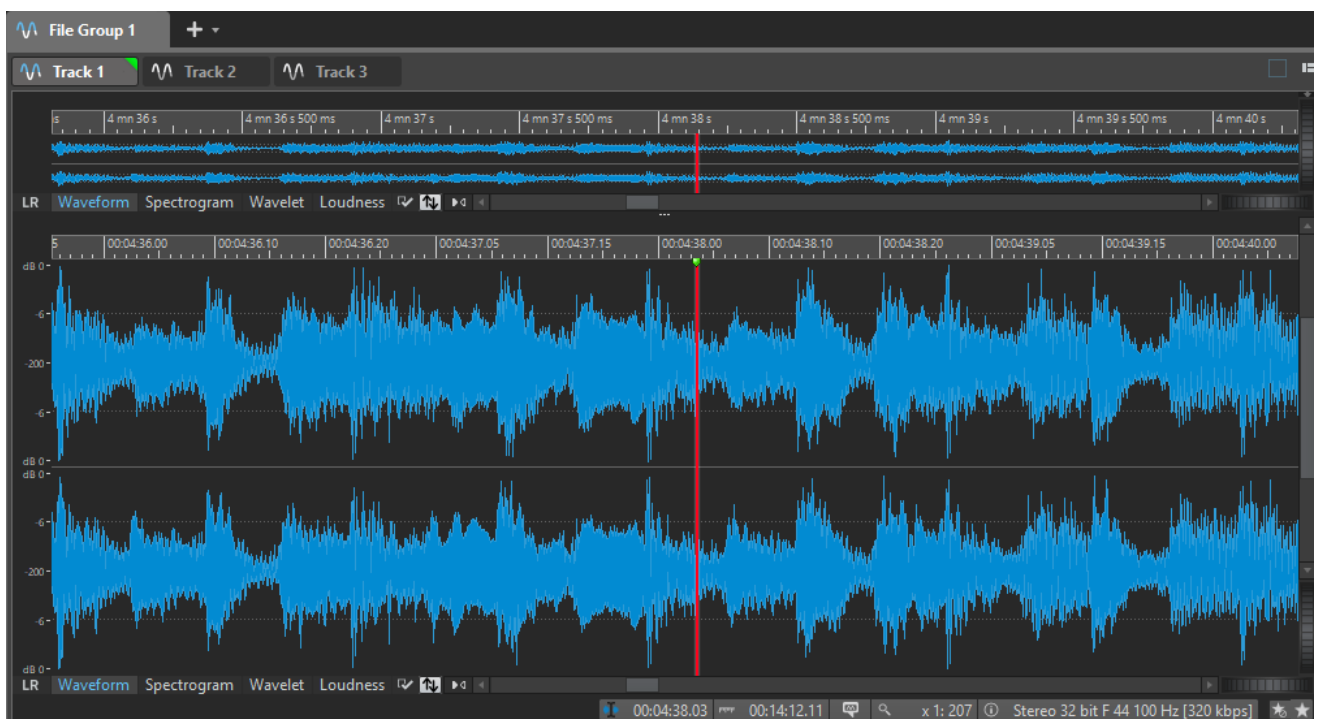 File Group 1
Track 1 Track 2 Track 3
4 mn 36 s 4 mn 36 s 500 ms 4 mn 37 s 4 mn 37 s 500 ms 4 mn 38 s 4 mn 38 s 500 ms 4 mn 39 s 4 mn 39 s 500 ms 4 mn 40 s
LR Waveform Spectrogram Wavelet Loudness
5 00:04:36.00 00:04:36.10 00:04:36.20 00:04:37.05 00:04:37.15 00:04:38.00 00:04:38.10 00:04:38.20 00:04:39.05 00:04:39.15 00:04:40.00
dB 0
-6
-200
-6
dB 0
dB 0
-6
-200
-6
dB 0
LR Waveform Spectrogram Wavelet Loudness
00:04:38.03 00:14:12.11 x 1: 207 Stereo 32 bit F 44 100 Hz [320 kbps]